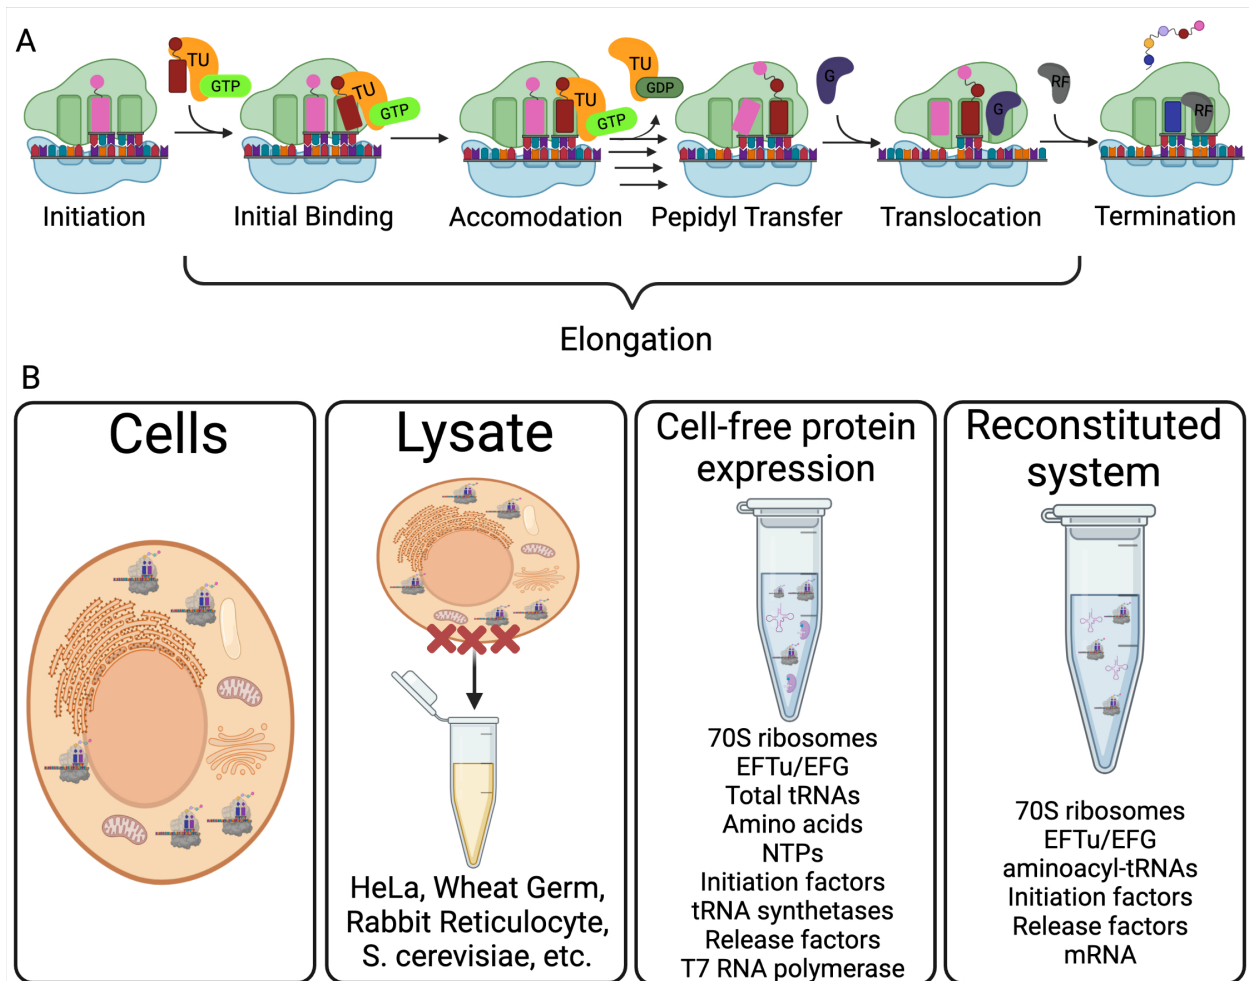 A
TU
GTP
TU
GTP
TU
GTP
TU
GDP
G
G
RF
RF
Initiation
Initial Binding
Accomodation
Pepidyl Transfer
Translocation
Termination
Elongation
B
Cells
Lysate
HeLa, Wheat Germ,
Rabbit Reticulocyte,
S. cerevisiae, etc.
Cell-free protein
expression
70S ribosomes
EFTu/EFG
Total tRNAs
Amino acids
NTPs
Initiation factors
tRNA synthetases
Release factors
T7 RNA polymerase
Reconstituted
system
70S ribosomes
EFTu/EFG
aminoacyl-tRNAs
Initiation factors
Release factors
mRNA